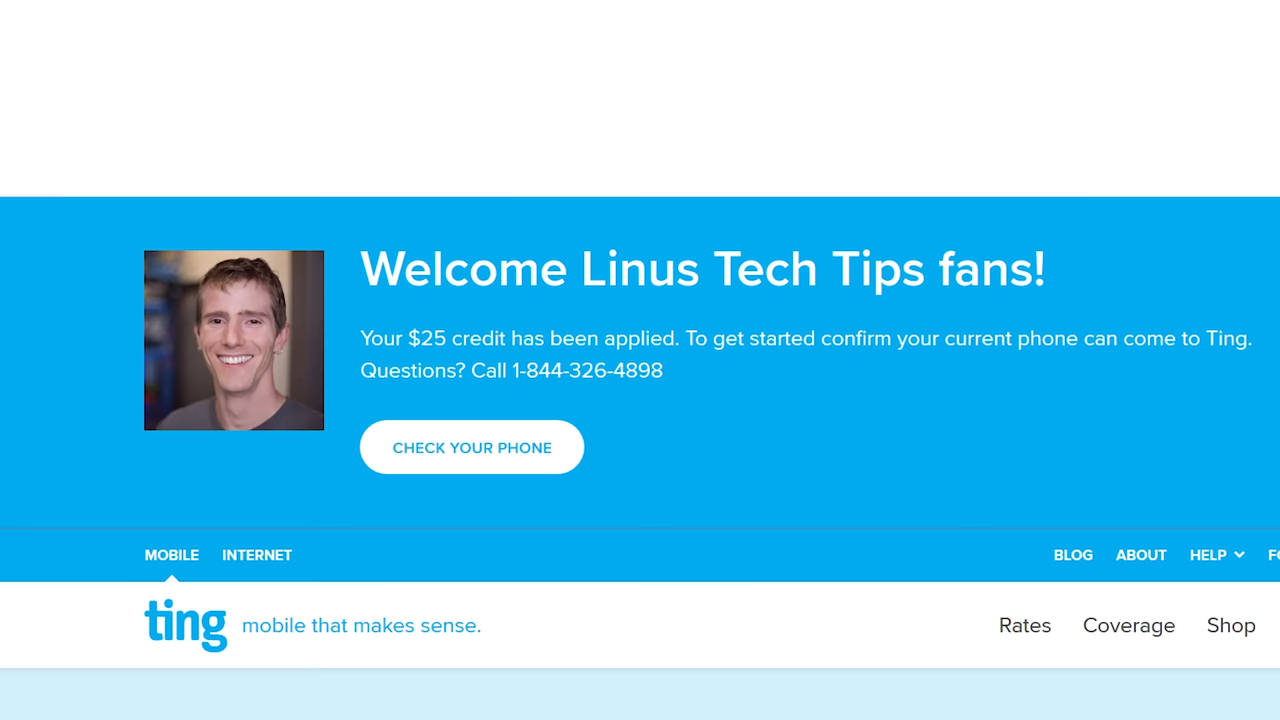 Welcome Linus Tech Tips fans!
Your $25 credit has been applied. To get started confirm your current phone can come to Ting.
Questions? Call 1-844-326-4898
CHECK YOUR PHONE
MOBILE INTERNET BLOG ABOUT HELP
ting mobile that makes sense. Rates Coverage Shop